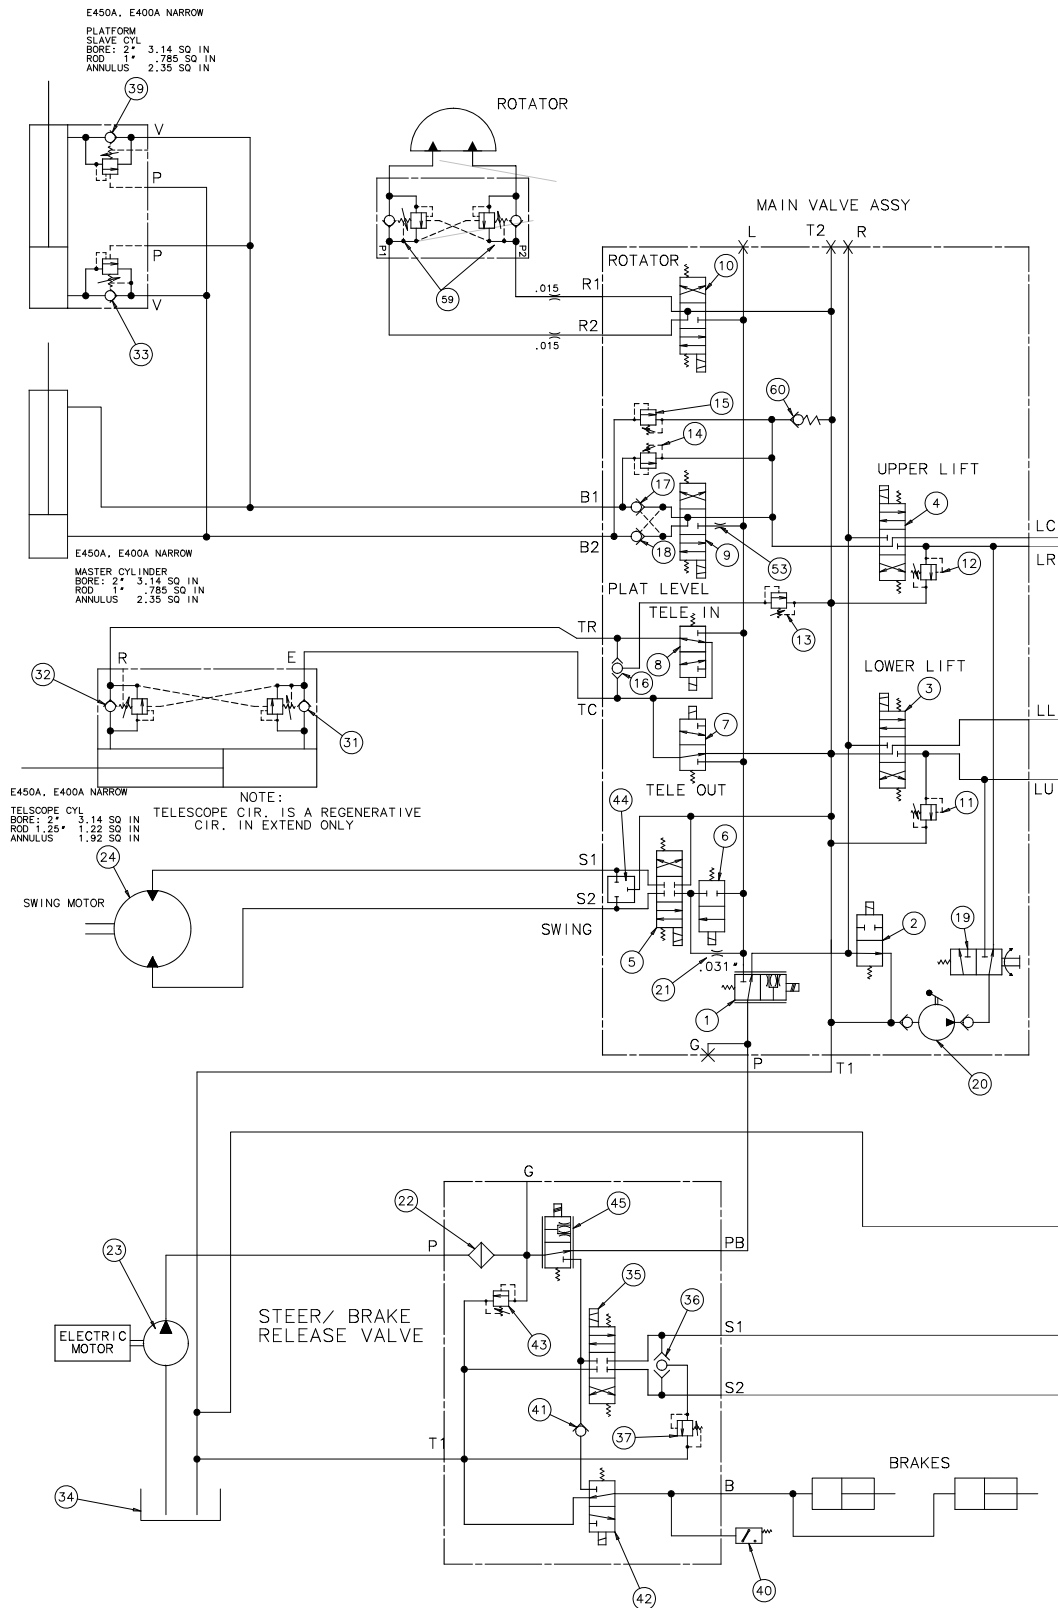 E450A, E400A NARROW
PLATFORM
SLAVE CYL
BORE: 2" 3.14 SQ IN
ROD 1" .785 SQ IN
ANNULUS 2.35 SQ IN
39
V
P
P
V
33
ROTATOR
P1
P2
59
MAIN VALVE ASSY
L
T2
R
ROTATOR
10
.015
R1
R2
.015
15
60
14
UPPER LIFT
17
4
B1
LC
B2
18
9
53
LR
12
E450A, E400A NARROW
MASTER CYLINDER
BORE: 2" 3.14 SQ IN
ROD 1" .785 SQ IN
ANNULUS 2.35 SQ IN
PLAT LEVEL
TELE IN
13
TR
R
E
8
16
LOWER LIFT
32
3
TC
7
LL
31
TELE OUT
LU
E450A, E400A NARROW
TELSCOPE CYL
BORE: 2" 3.14 SQ IN
ROD 1.25" 1.22 SQ IN
ANNULUS 1.92 SQ IN
NOTE:
TELESCOPE CIR. IS A REGENERATIVE
CIR. IN EXTEND ONLY
44
11
24
S1
6
SWING MOTOR
S2
SWING
2
19
5
.031"
21
1
G
P
T1
20
G
22
45
P
PB
23
35
36
STEER/ BRAKE
RELEASE VALVE
ELECTRIC
MOTOR
43
S1
S2
41
37
T1
BRAKES
34
B
40
42